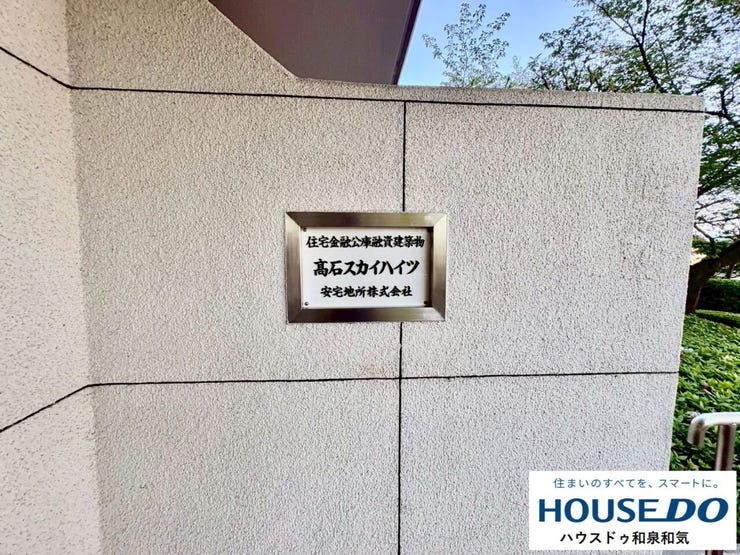 住宅金融公庫融資建築物
髙石スカイハイツ
安宅地所株式会社
住まいのすべてを、スマートに。
HOUSEDO
ハウスドゥ和泉和気